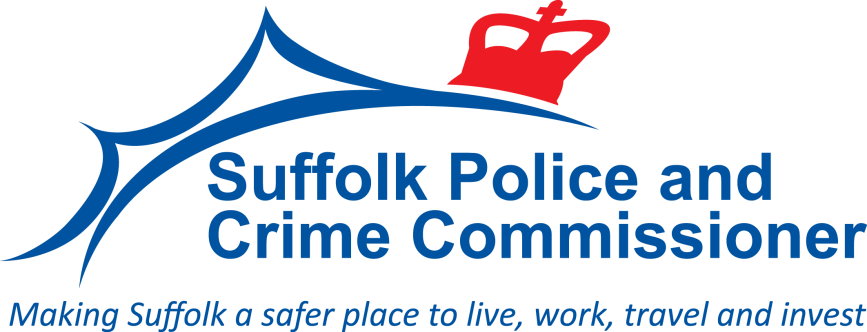 Suffolk Police and
Crime Commissioner
Making Suffolk a safer place to live, work, travel and invest